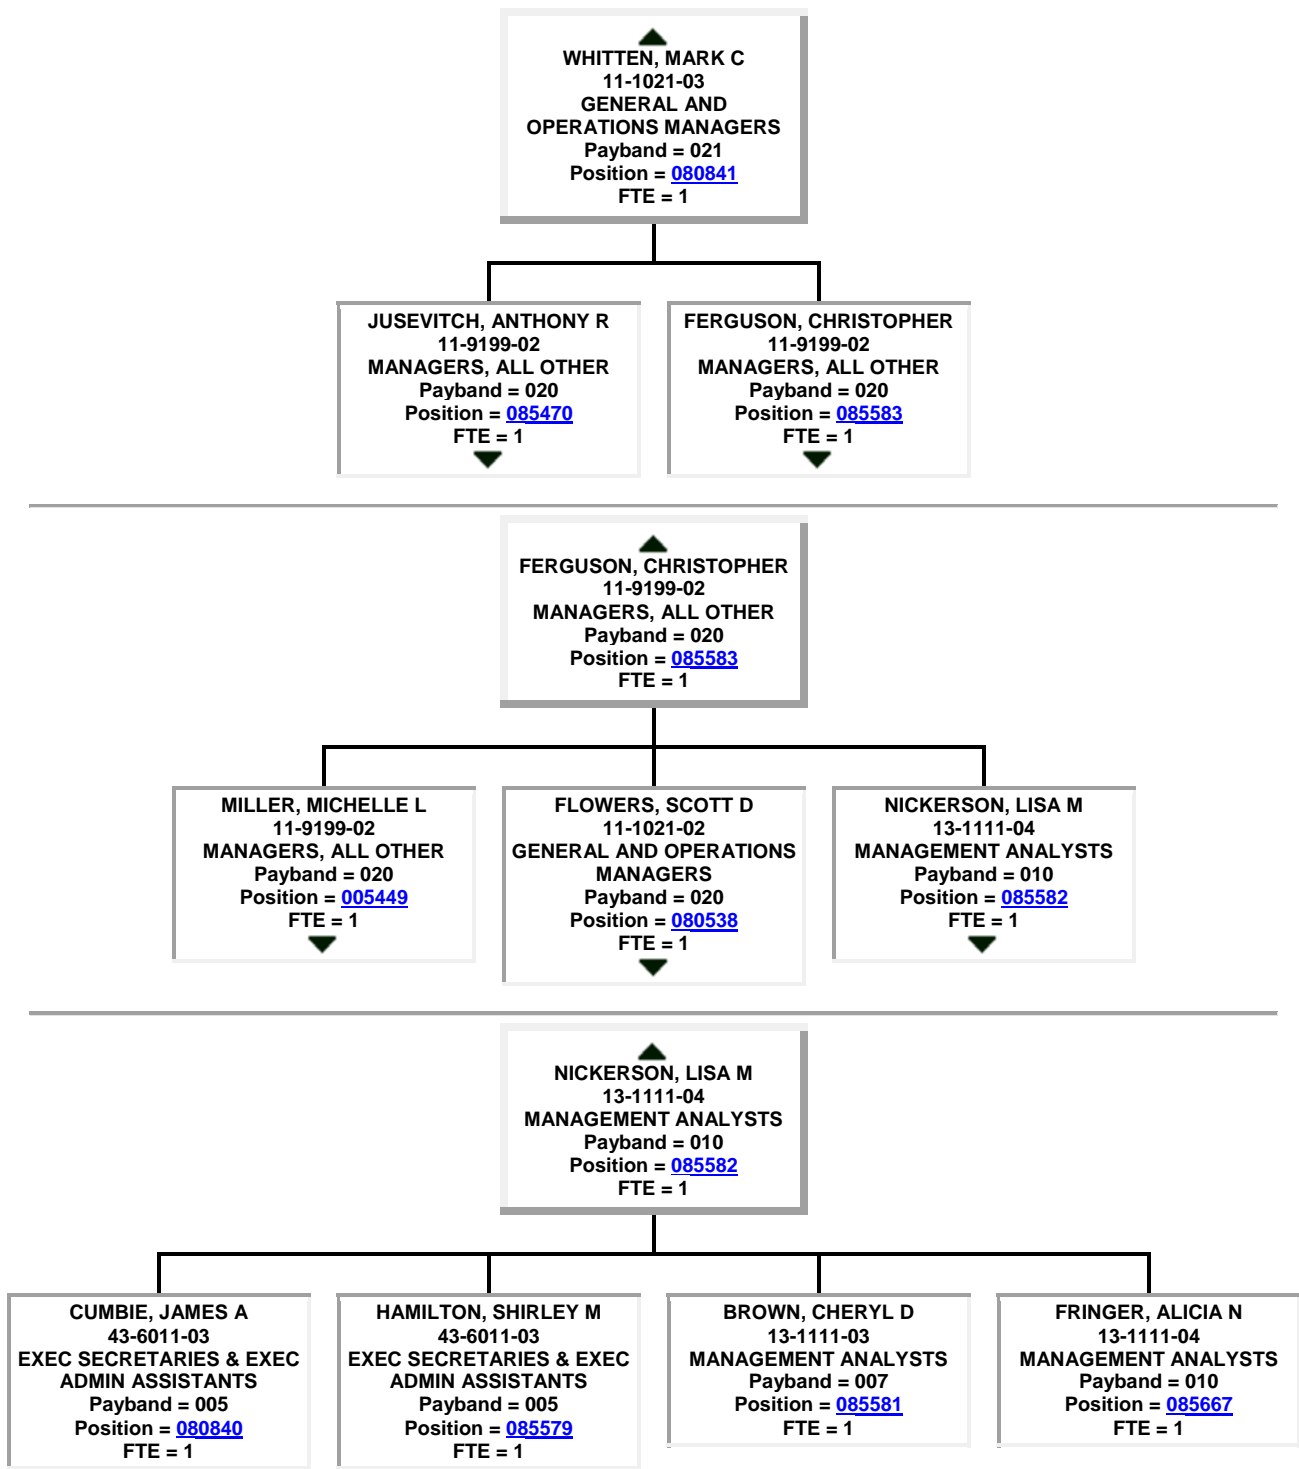 WHITTEN, MARK C
11-1021-03
GENERAL AND
OPERATIONS MANAGERS
Payband = 021
Position = 080841
FTE = 1
JUSEVITCH, ANTHONY R
11-9199-02
MANAGERS, ALL OTHER
Payband = 020
Position = 085470
FTE = 1
FERGUSON, CHRISTOPHER
11-9199-02
MANAGERS, ALL OTHER
Payband = 020
Position = 085583
FTE = 1
FERGUSON, CHRISTOPHER
11-9199-02
MANAGERS, ALL OTHER
Payband = 020
Position = 085583
FTE = 1
MILLER, MICHELLE L
11-9199-02
MANAGERS, ALL OTHER
Payband = 020
Position = 005449
FTE = 1
FLOWERS, SCOTT D
11-1021-02
GENERAL AND OPERATIONS
MANAGERS
Payband = 020
Position = 080538
FTE = 1
NICKERSON, LISA M
13-1111-04
MANAGEMENT ANALYSTS
Payband = 010
Position = 085582
FTE = 1
NICKERSON, LISA M
13-1111-04
MANAGEMENT ANALYSTS
Payband = 010
Position = 085582
FTE = 1
CUMBIE, JAMES A
43-6011-03
EXEC SECRETARIES & EXEC
ADMIN ASSISTANTS
Payband = 005
Position = 080840
FTE = 1
HAMILTON, SHIRLEY M
43-6011-03
EXEC SECRETARIES & EXEC
ADMIN ASSISTANTS
Payband = 005
Position = 085579
FTE = 1
BROWN, CHERYL D
13-1111-03
MANAGEMENT ANALYSTS
Payband = 007
Position = 085581
FTE = 1
FRINGER, ALICIA N
13-1111-04
MANAGEMENT ANALYSTS
Payband = 010
Position = 085667
FTE = 1